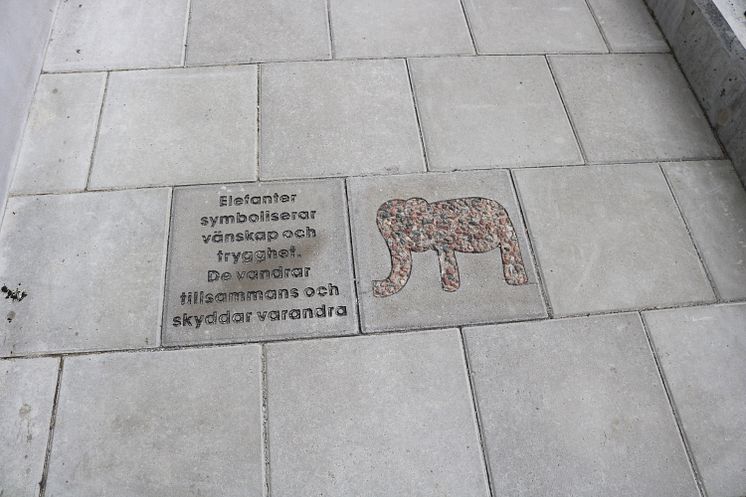 Elefanter
symboliserar
vänskap och
trygghet.
De vandrar
tillsammans och
skyddar varandra